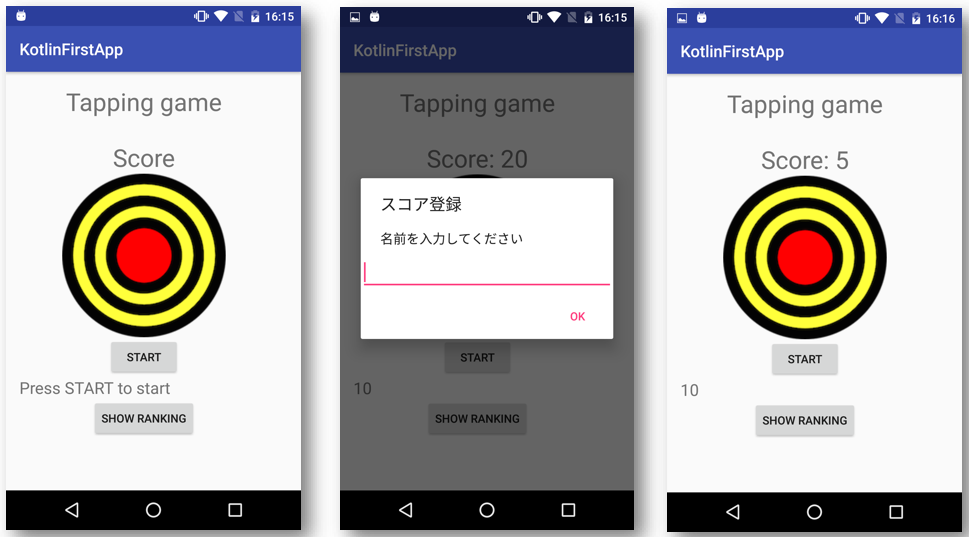 16:15
KotlinFirstApp
Tapping game
Score
START
Press START to start
SHOW RANKING
16:15
KotlinFirstApp
Tapping game
Score: 20
スコア登録
名前を入力してください
OK
START
10
SHOW RANKING
16:16
KotlinFirstApp
Tapping game
Score: 5
START
10
SHOW RANKING